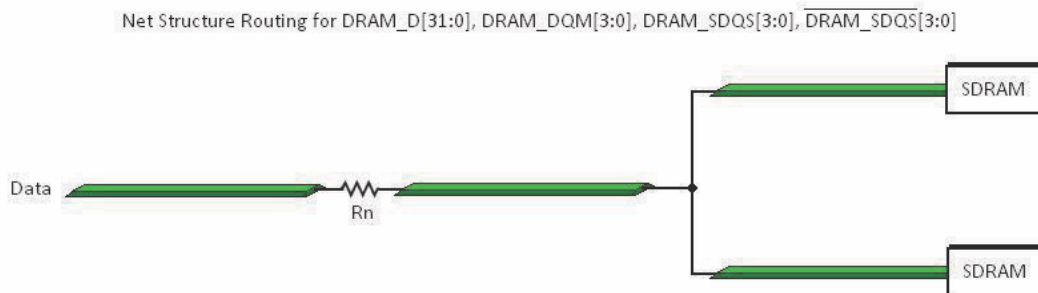 Net Structure Routing for DRAM_D[31:0], DRAM_DQM[3:0], DRAM_SDQS[3:0], DRAM_SDQS[3:0]
SDRAM
Data
Rn
SDRAM